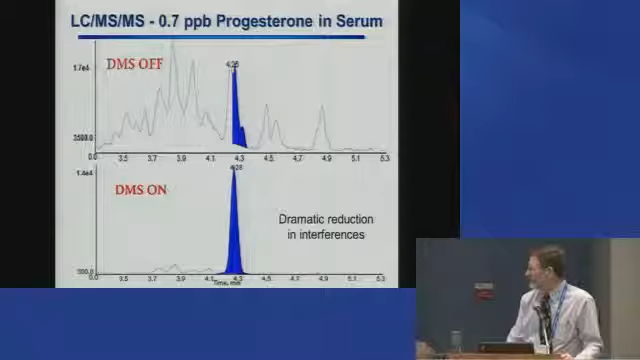 LC/MS/MS - 0.7 ppb Progesterone in Serum
DMS OFF
4.28
1.7e4
3500.0
0.0 3.5 3.7 3.9 4.1 4.3 4.5 4.7 4.9 5.1 5.3
4.28
1.4e4
DMS ON
Dramatic reduction
in interferences
500.0
0.0 3.5 3.7 3.9 4.1 4.3 4.5 4.7 4.9 5.1 5.3
Time, min